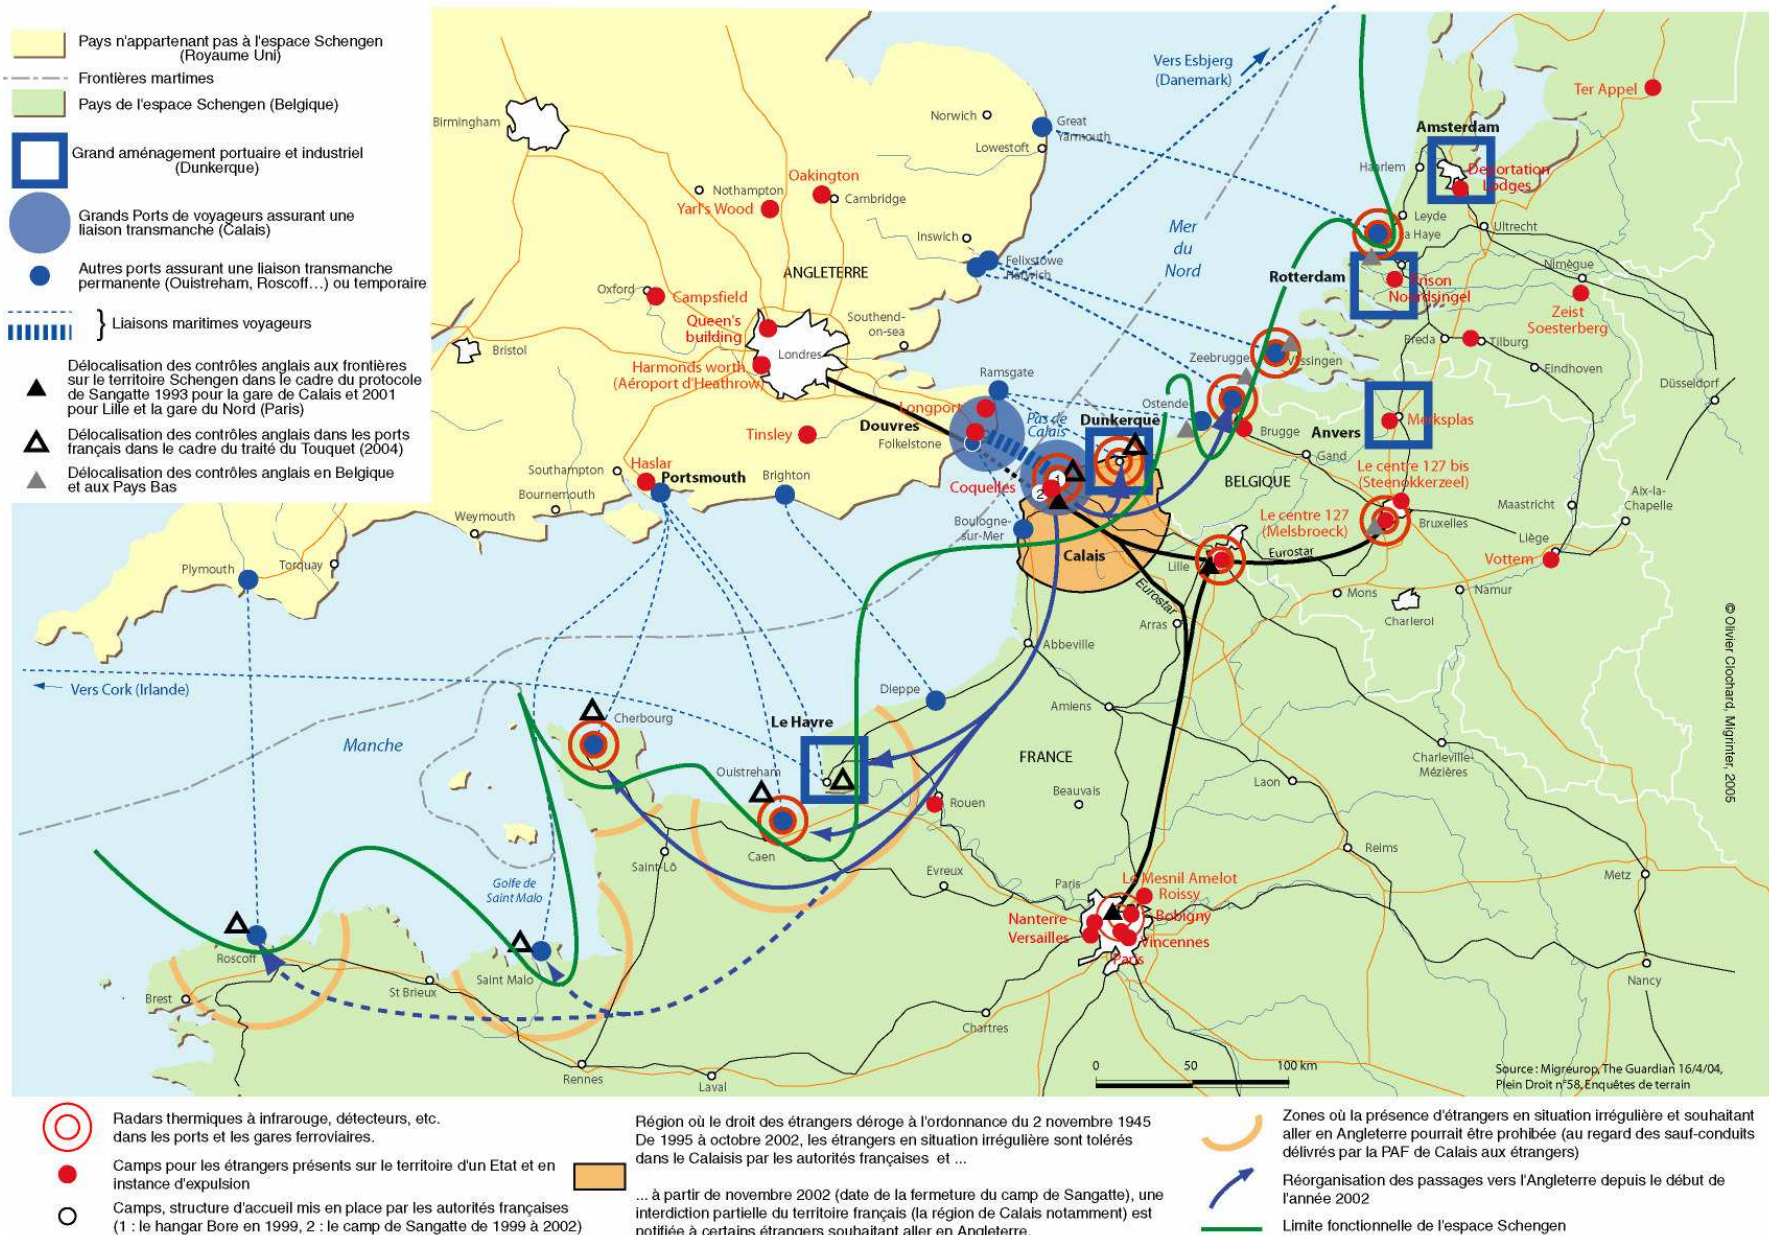 Pays n'appartenant pas à l'espace Schengen
(Royaume Uni)
Frontières martimes
Pays de l'espace Schengen (Belgique)
Grand aménagement portuaire et industriel
(Dunkerque)
Grands Ports de voyageurs assurant une
liaison transmanche (Calais)
Autres ports assurant une liaison transmanche
permanente (Ouistreham, Roscoff...) ou temporaire
} Liaisons maritimes voyageurs
Délocalisation des contrôles anglais aux frontières
sur le territoire Schengen dans le cadre du protocole
de Sangatte 1993 pour la gare de Calais et 2001
pour Lille et la gare du Nord (Paris)
Délocalisation des contrôles anglais dans les ports
français dans le cadre du traité du Touquet (2004)
Délocalisation des contrôles anglais en Belgique
et aux Pays Bas
Birmingham
Norwich
Great
Yarmouth
Lowestoft
Vers Esbjerg
(Danemark)
Ter Appel
Amsterdam
Haarlem
Deportation
Lodges
Oakington
Nothampton
Yarl's Wood
Cambridge
Inswich
Felixstowe
Harwich
Mer
du
Nord
Leyde
La Haye
Ultrecht
ANGLETERRE
Rotterdam
Nimègue
Prison
Noordsingel
Zeist
Soesterberg
Oxford
Campsfield
Queen's
building
Southend-
on-sea
Londres
Bristol
Harmonds worth
(Aéroport d'Heathrow)
Breda
Tilburg
Vlissingen
Zeebrugges
Eindhoven
Düsseldorf
Ramsgate
Longport
Pas de
Calais
Ostende
Dunkerque
Brugge
Merksplas
Anvers
Tinsley
Douvres
Folkelstone
Gand
BELGIQUE
Le centre 127 bis
(Steenokkerzeel)
Haslar
Southampton
Portsmouth
Brighton
Coquelles
1
2
Bournemouth
Weymouth
Boulogne-
sur-Mer
Calais
Le centre 127
(Melsbroeck)
Bruxelles
Maastricht
Aix-la-
Chapelle
Liège
Vottem
Eurostar
Lille
Plymouth
Torquay
Eurostar
Mons
Namur
Charlerol
Arras
Abbeville
Vers Cork (Irlande)
Dieppe
Amiens
Cherbourg
Le Havre
Manche
FRANCE
Charleville-
Mézières
Ouistreham
Rouen
Beauvals
Laon
Caen
Saint-Lô
Evreux
Reims
Metz
Golfe de
Saint Malo
Paris
Le Mesnil Amelot
Roissy
Nanterre
Bobigny
Versailles
Vincennes
Paris
Roscoff
Saint Malo
St Brieux
Brest
Nancy
Chartres
Rennes
Laval
0 50 100 km
Source : Migreurop, The Guardian 16/4/04,
Plein Droit n°58, Enquêtes de terrain
© Olivier Clochard, Migrinter, 2005
Radars thermiques à infrarouge, détecteurs, etc.
dans les ports et les gares ferroviaires.
Camps pour les étrangers présents sur le territoire d'un Etat et en
instance d'expulsion
Camps, structure d'accueil mis en place par les autorités françaises
(1 : le hangar Bore en 1999, 2 : le camp de Sangatte de 1999 à 2002)
Région où le droit des étrangers déroge à l'ordonnance du 2 novembre 1945
De 1995 à octobre 2002, les étrangers en situation irrégulière sont tolérés
dans le Calaisis par les autorités françaises et ...
... à partir de novembre 2002 (date de la fermeture du camp de Sangatte), une
interdiction partielle du territoire français (la région de Calais notamment) est
notifiée à certains étrangers souhaitant aller en Angleterre.
Zones où la présence d'étrangers en situation irrégulière et souhaitant
aller en Angleterre pourrait être prohibée (au regard des sauf-conduits
délivrés par la PAF de Calais aux étrangers)
Réorganisation des passages vers l'Angleterre depuis le début de
l'année 2002
Limite fonctionnelle de l'espace Schengen